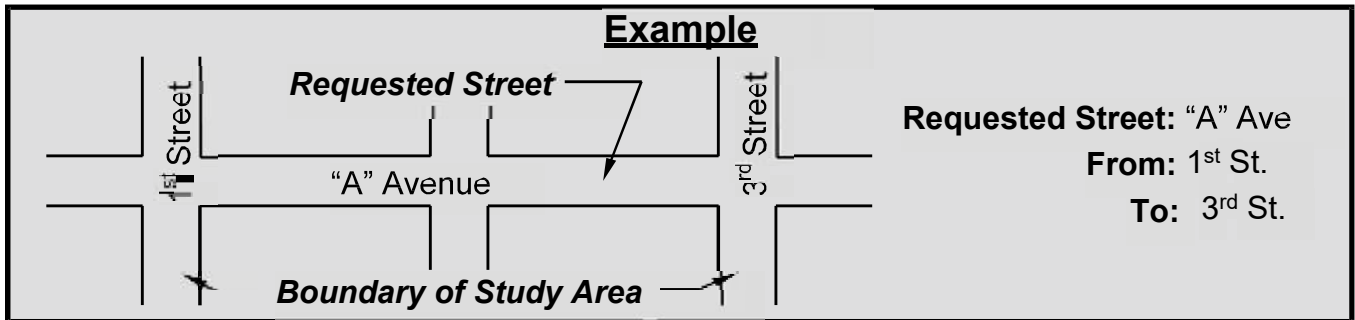 Example
Requested Street
1st Street
"A" Avenue
3rd Street
Boundary of Study Area
Requested Street: "A" Ave
From: 1st St.
To: 3rd St.